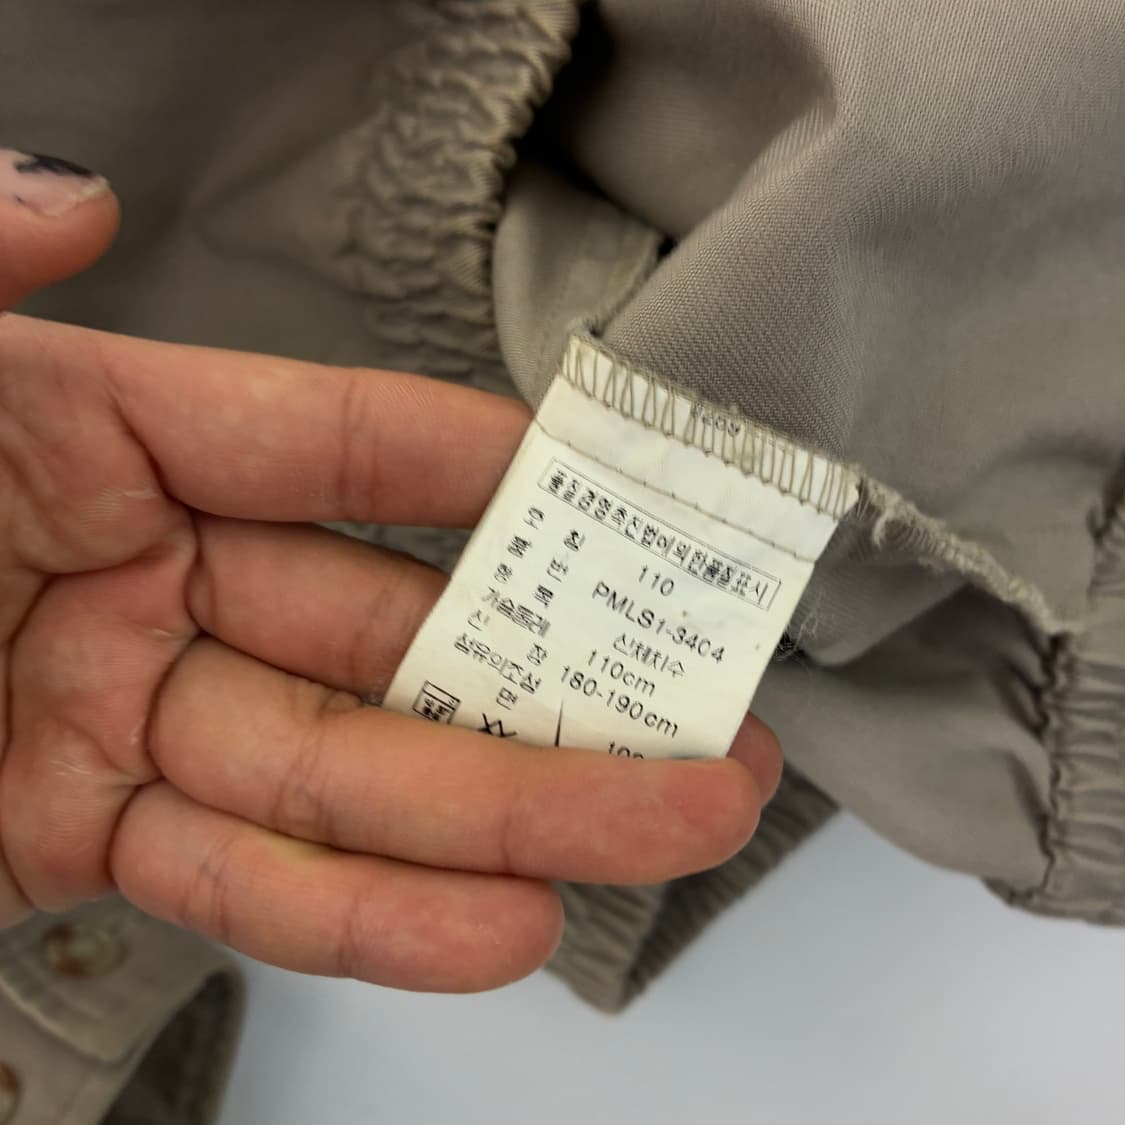 품질경영촉진법에의한품질표시
호 칭 110
품 번 PMLS1-3404
용 도 신체치수
가슴둘레 110cm
신 장 180-190cm
섬유의조성
면